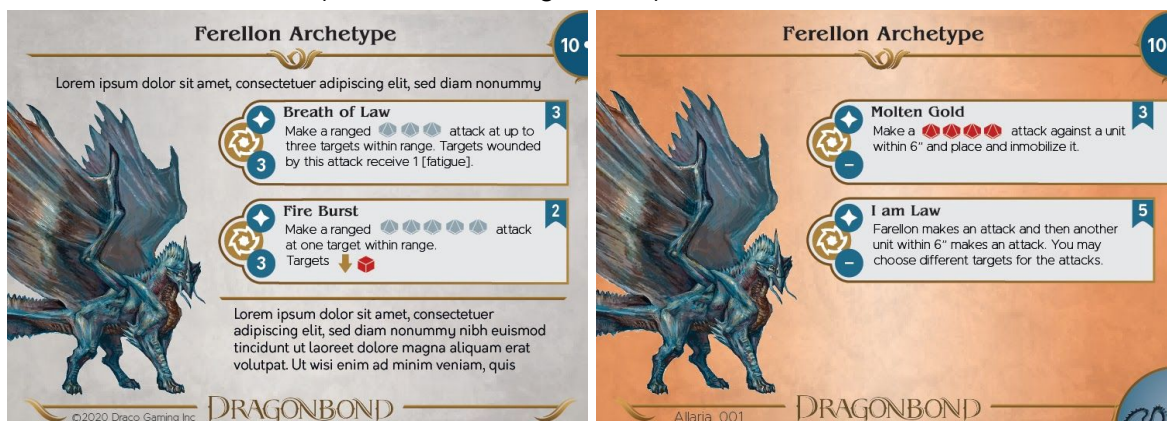 Ferellon Archetype
10
Lorem ipsum dolor sit amet, consectetuer adipiscing elit, sed diam nonummy
Breath of Law
3
Make a ranged attack at up to
three targets within range. Targets wounded
by this attack receive 1 [fatigue].
3
Fire Burst
2
Make a ranged attack
at one target within range.
Targets
3
Lorem ipsum dolor sit amet, consectetuer
adipiscing elit, sed diam nonummy nibh euismod
tincidunt ut laoreet dolore magna aliquam erat
volutpat. Ut wisi enim ad minim veniam, quis
©2020 Draco Gaming Inc
DRAGONBOND
Ferellon Archetype
10
Molten Gold
3
Make a attack against a unit
within 6" and place and inmobilize it.
–
I am Law
5
Farellon makes an attack and then another
unit within 6" makes an attack. You may
choose different targets for the attacks.
–
Allaria 001
DRAGONBOND